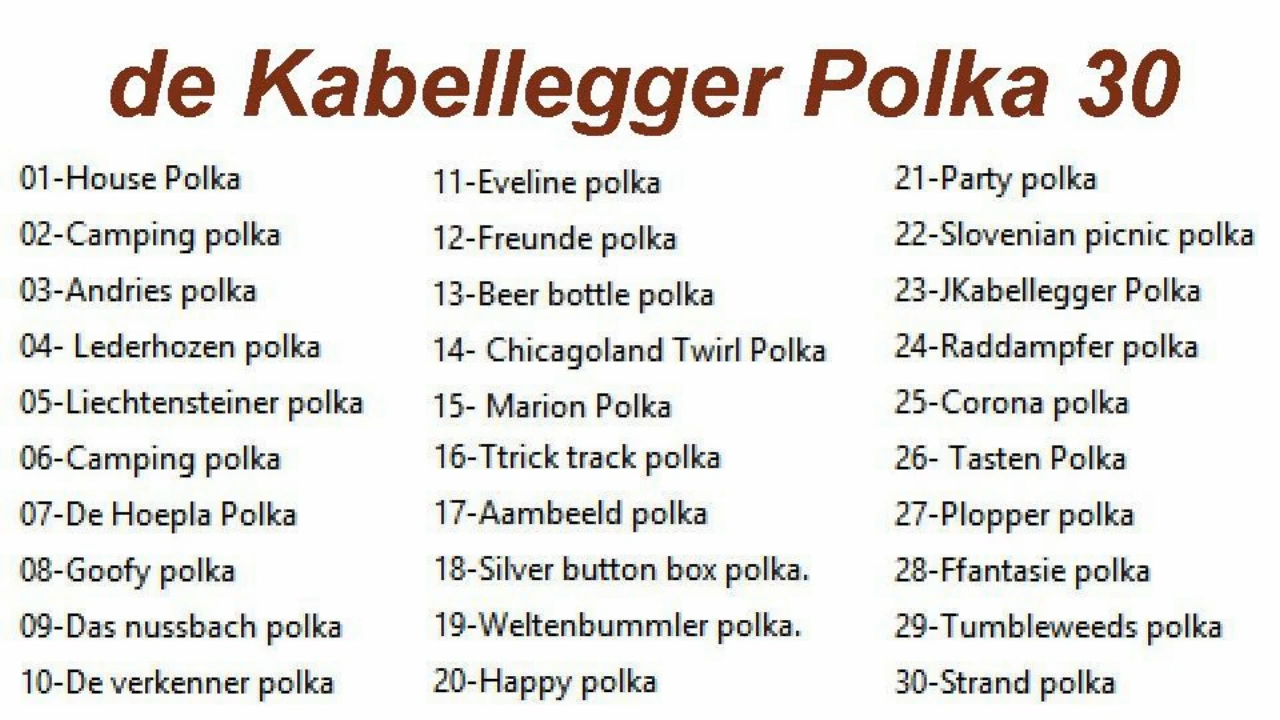 de Kabellegger Polka 30
01-House Polka
02-Camping polka
03-Andries polka
04- Lederhozen polka
05-Liechtensteiner polka
06-Camping polka
07-De Hoepla Polka
08-Goofy polka
09-Das nussbach polka
10-De verkenner polka
11-Eveline polka
12-Freunde polka
13-Beer bottle polka
14- Chicagoland Twirl Polka
15- Marion Polka
16-Ttrick track polka
17-Aambeeld polka
18-Silver button box polka.
19-Weltenbummler polka.
20-Happy polka
21-Party polka
22-Slovenian picnic polka
23-JKabellegger Polka
24-Raddampfer polka
25-Corona polka
26- Tasten Polka
27-Plopper polka
28-Ffantasie polka
29-Tumbleweeds polka
30-Strand polka